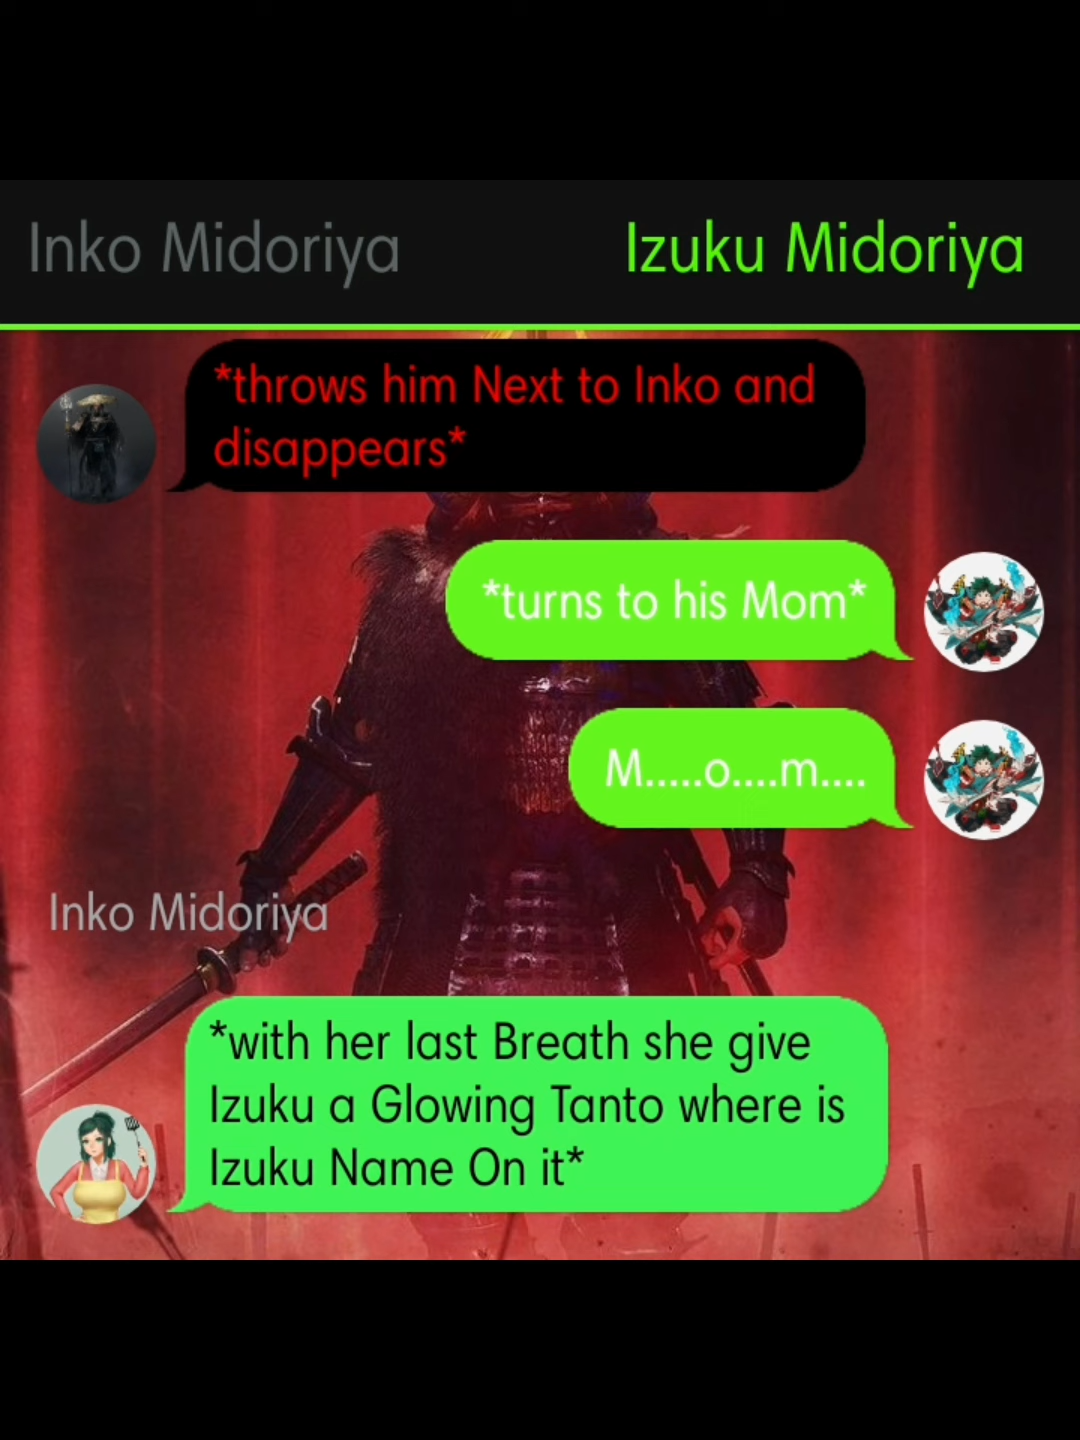 Inko Midoriya
Izuku Midoriya
*throws him Next to Inko and
disappears*
*turns to his Mom*
M.....o....m....
Inko Midoriya
*with her last Breath she give
Izuku a Glowing Tanto where is
Izuku Name On it*